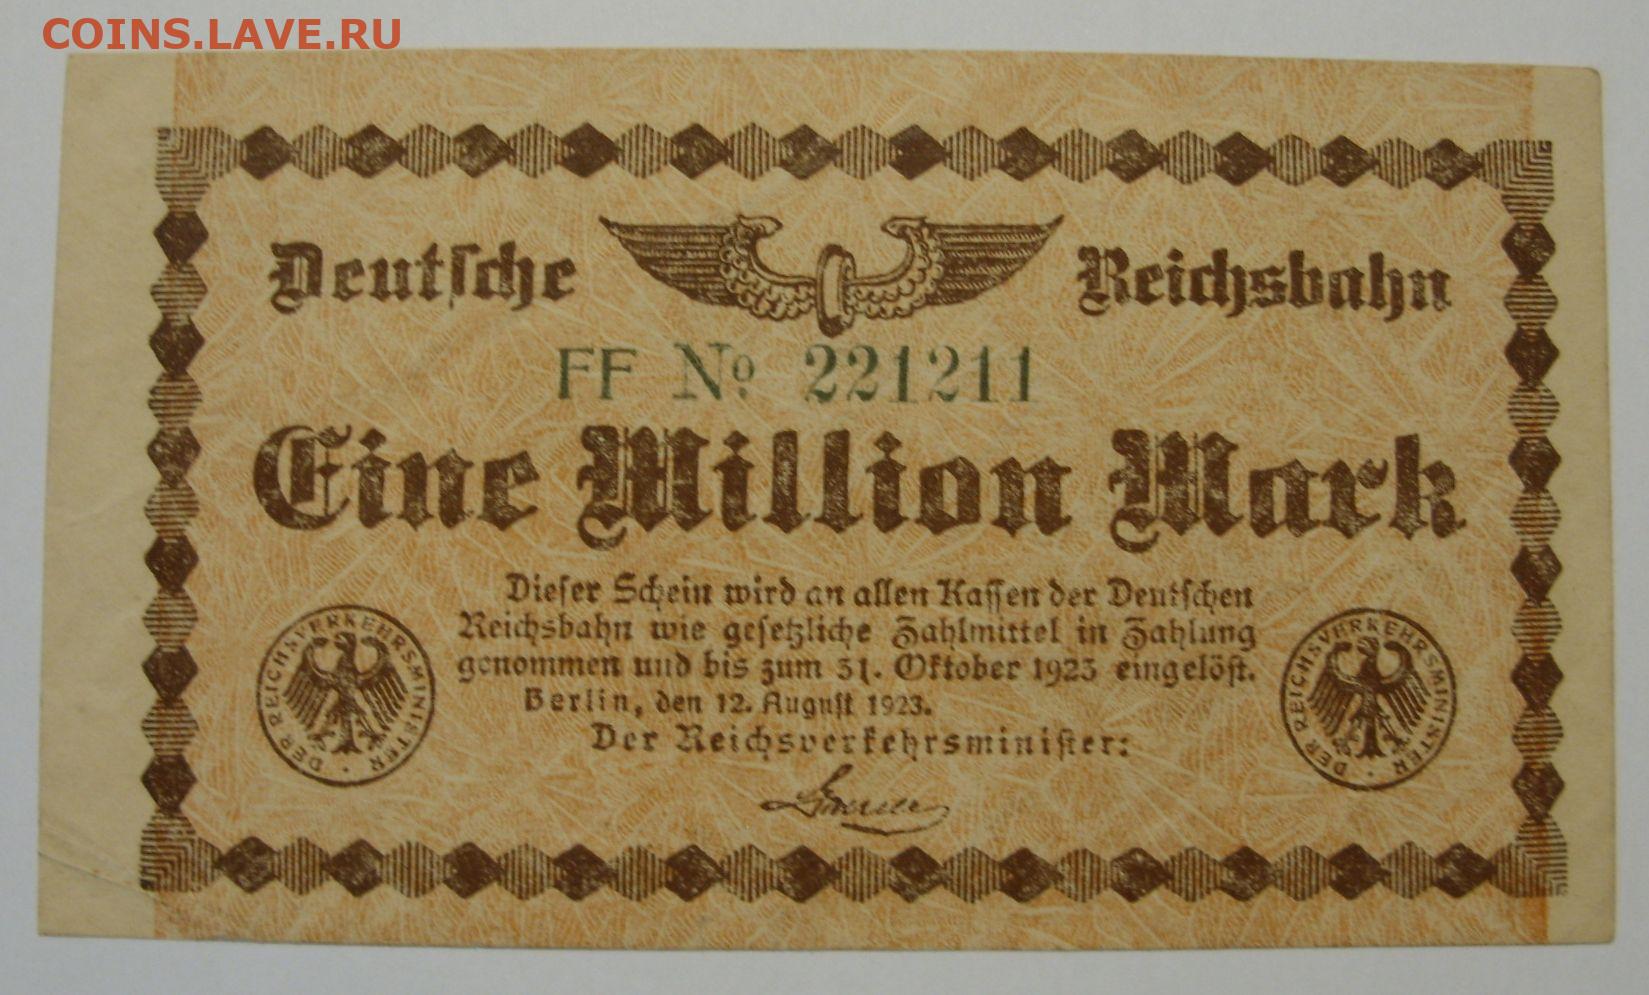 COINS.LAVE.RU
Deutsche Reichsbahn
FF No 221211
Eine Million Mark
Dieser Schein wird an allen Kassen der Deutschen
Reichsbahn wie gesetzliche Zahlmittel in Zahlung
genommen und bis zum 31. Oktober 1923 eingelöst.
Berlin, den 12. August 1923.
Der Reichsverkehrsminister:
DER REICHSVERKEHRSMINISTER
DER REICHSVERKEHRSMINISTER